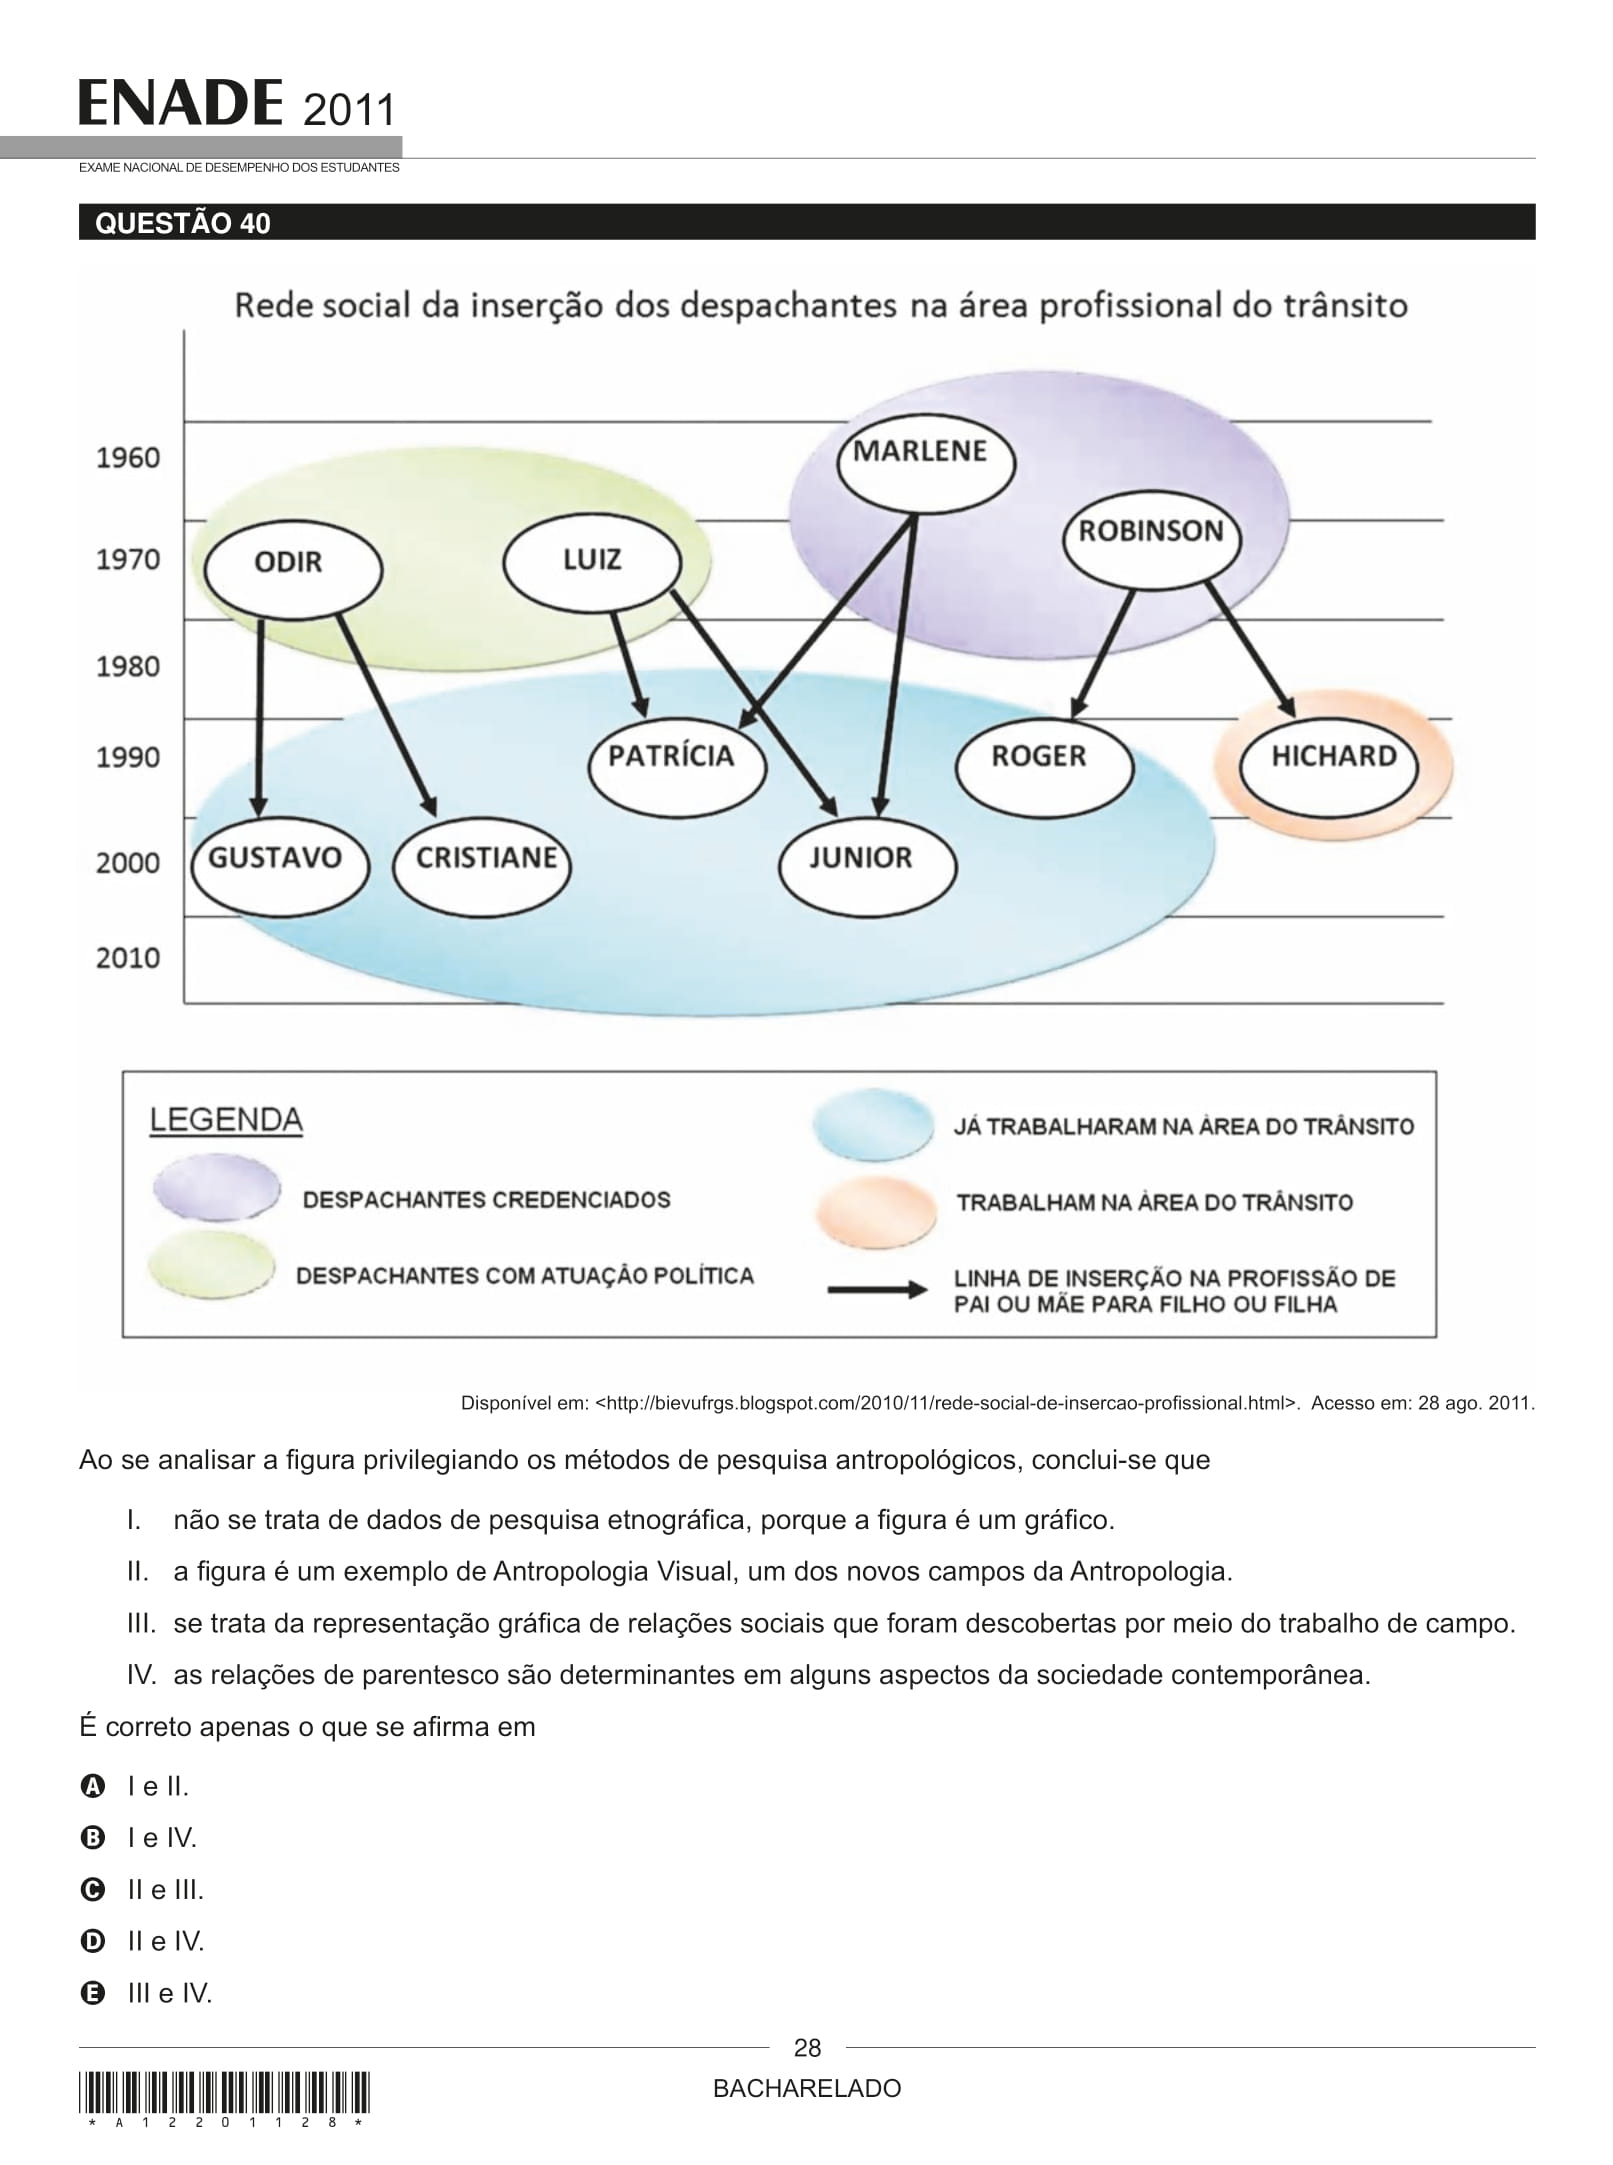 ENADE 2011
EXAME NACIONAL DE DESEMPENHO DOS ESTUDANTES
QUESTÃO 40
Rede social da inserção dos despachantes na área profissional do trânsito
1960
MARLENE
ROBINSON
1970
ODIR
LUIZ
1980
1990
PATRÍCIA
ROGER
HICHARD
2000
GUSTAVO
CRISTIANE
JUNIOR
2010
LEGENDA
DESPACHANTES CREDENCIADOS
DESPACHANTES COM ATUAÇÂO POLÍTICA
JÁ TRABALHARAM NA ÀREA DO TRÂNSITO
TRABALHAM NA ÀREA DO TRÂNSITO
LINHA DE INSERÇÃO NA PROFISSÃO DE
PAI OU MÃE PARA FILHO OU FILHA
Disponível em: <http://bievufrgs.blogspot.com/2010/11/rede-social-de-insercao-profissional.html>. Acesso em: 28 ago. 2011.
Ao se analisar a figura privilegiando os métodos de pesquisa antropológicos, conclui-se que
I. não se trata de dados de pesquisa etnográfica, porque a figura é um gráfico.
II. a figura é um exemplo de Antropologia Visual, um dos novos campos da Antropologia.
III. se trata da representação gráfica de relações sociais que foram descobertas por meio do trabalho de campo.
IV. as relações de parentesco são determinantes em alguns aspectos da sociedade contemporânea.
É correto apenas o que se afirma em
A I e II.
B I e IV.
C II e III.
D II e IV.
E III e IV.
28
BACHARELADO
* A 1 2 2 0 1 1 2 8 *